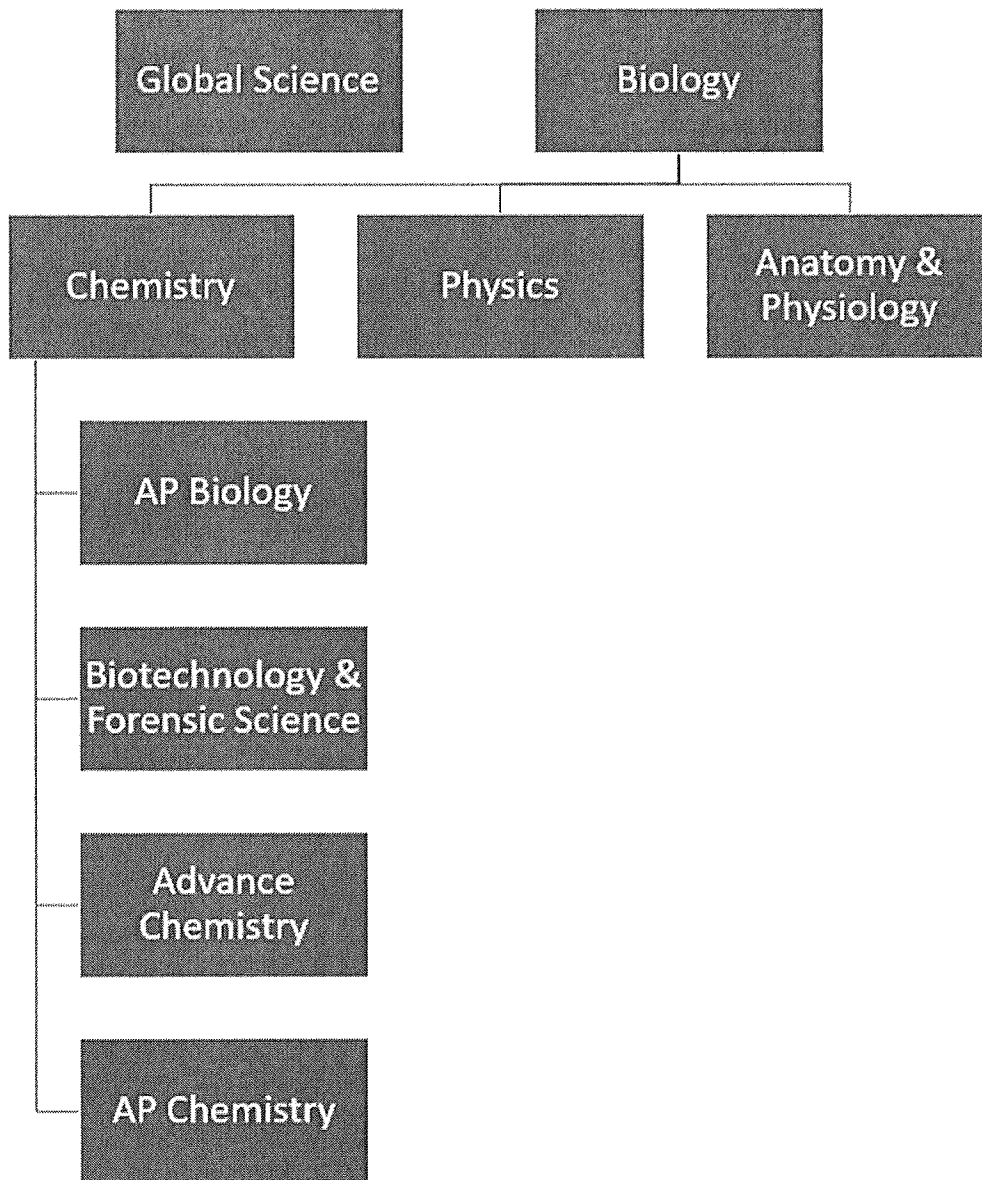 Global Science
Biology
Chemistry
Physics
Anatomy &
Physiology
AP Biology
Biotechnology &
Forensic Science
Advance
Chemistry
AP Chemistry